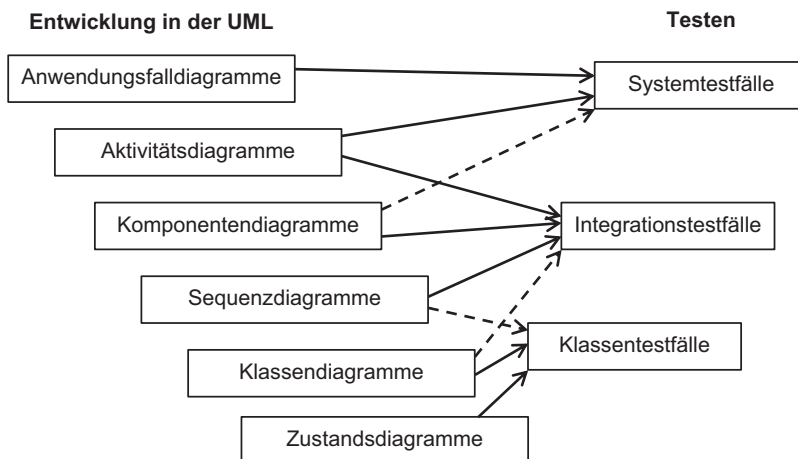 Entwicklung in der UML
Testen
Anwendungsfalldiagramme
Systemtestfälle
Aktivitätsdiagramme
Komponentendiagramme
Integrationstestfälle
Sequenzdiagramme
Klassentestfälle
Klassendiagramme
Zustandsdiagramme